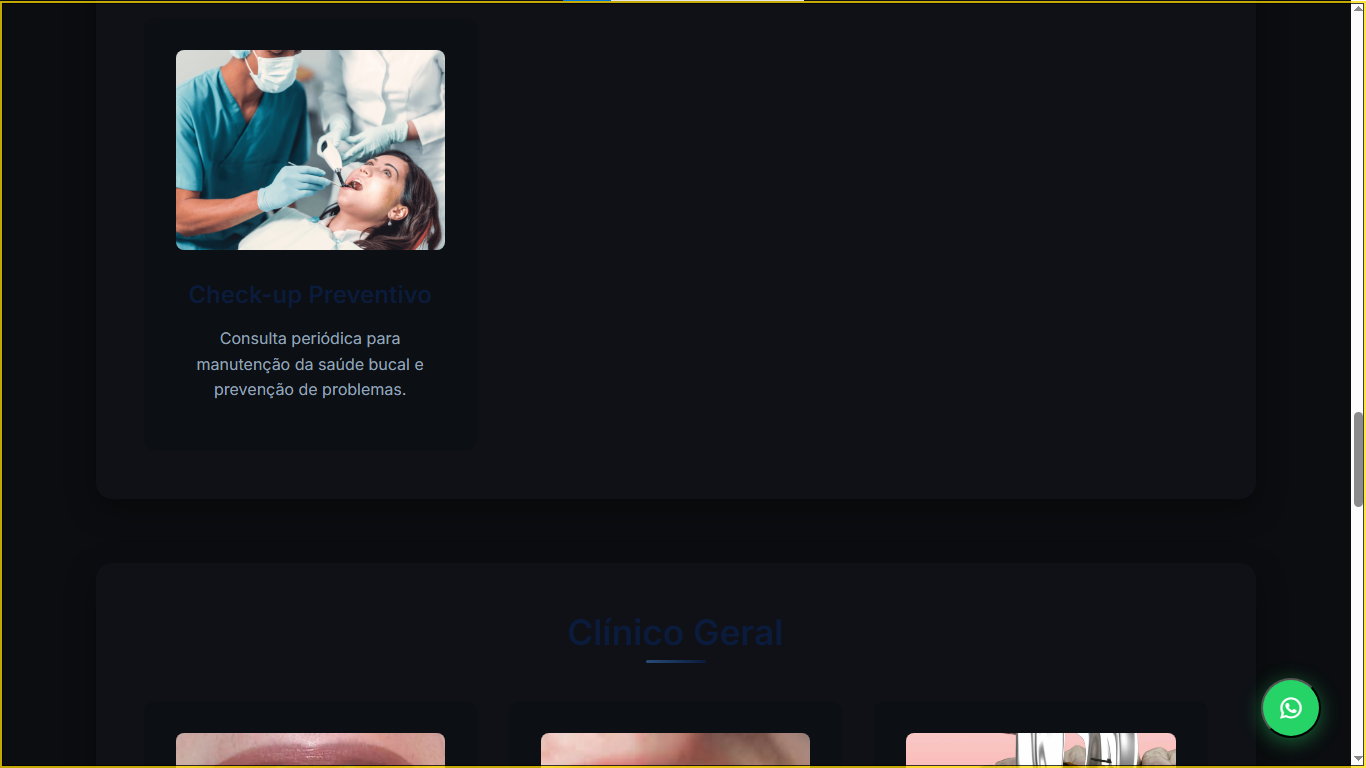 Check-up Preventivo
Consulta periódica para
manutenção da saúde bucal e
prevenção de problemas.
Clínico Geral